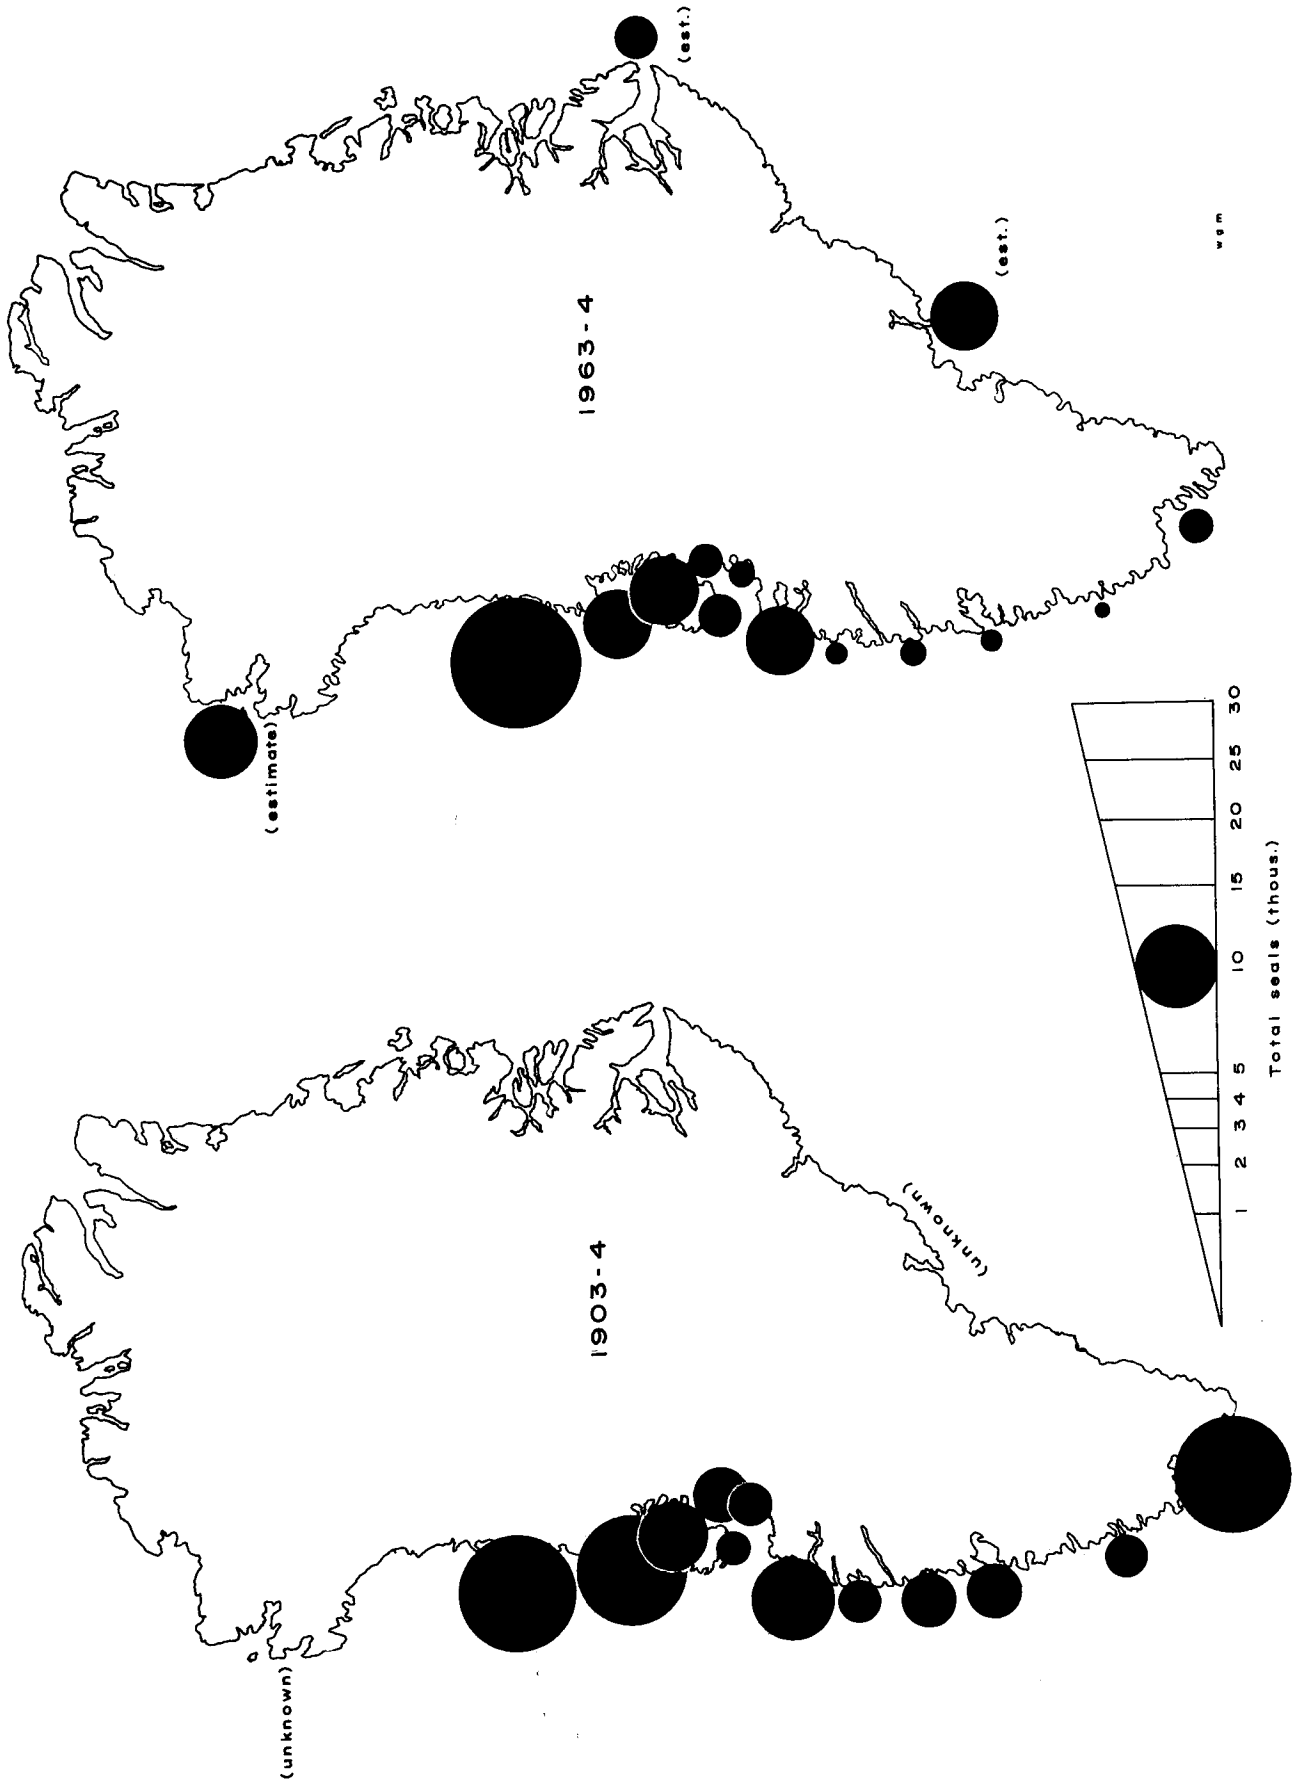 1903-4
(unknown)
(unknown)
1963-4
(estimate)
(est.)
(est.)
1 2 3 4 5 10 15 20 25 30
Total seals (thous.)
wgm